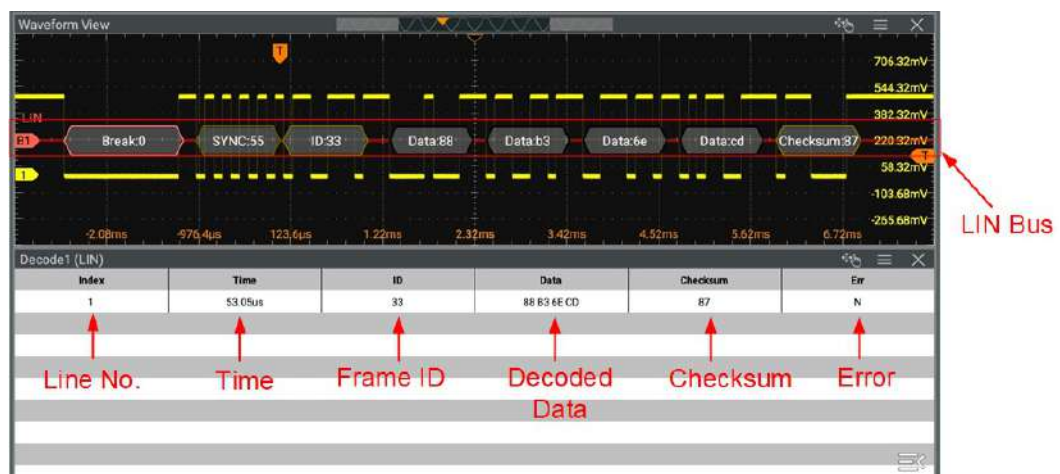 Waveform View
T
706.32mV
544.32mV
382.32mV
LIN
B1 Break:0 SYNC:55 ID:33 Data:88 Data:b3 Data:6e Data:cd Checksum:87 220.32mV
T
1 58.32mV
-103.68mV
-265.68mV
-2.08ms -976.4µs 123.6µs 1.22ms 2.32ms 3.42ms 4.52ms 5.62ms 6.72ms
LIN Bus
Decode1 (LIN)
Index Time ID Data Checksum Err
1 53.05us 33 88 B3 6E CD 87 N
Line No. Time Frame ID Decoded Data Checksum Error